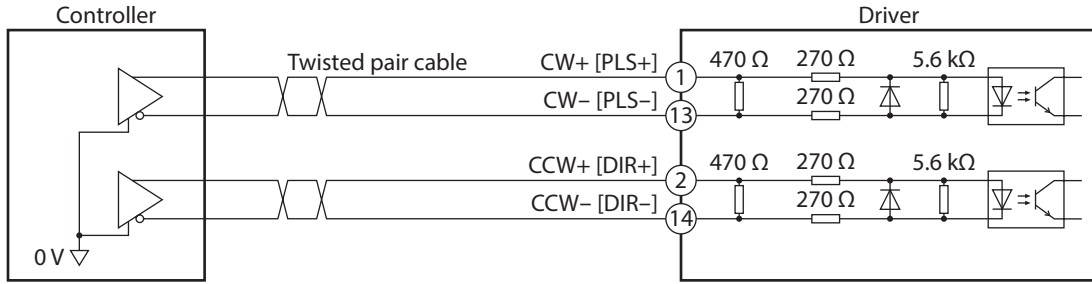 Controller
Driver
Twisted pair cable
CW+ [PLS+]
1
470 Ω
270 Ω
5.6 kΩ
CW– [PLS–]
13
270 Ω
CCW+ [DIR+]
2
470 Ω
270 Ω
5.6 kΩ
CCW– [DIR–]
14
270 Ω
0 V